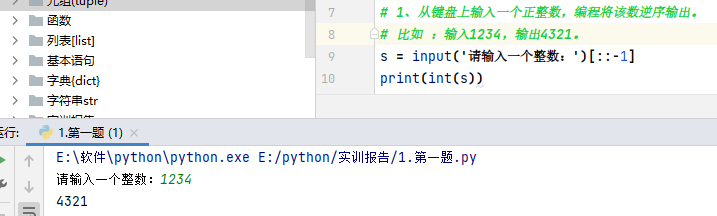 元组(tuple)
函数
列表[list]
基本语句
字典{dict}
字符串str
7 # 1、从键盘上输入一个正整数，编程将该数逆序输出。
8 # 比如 ：输入1234，输出4321。
9 s = input('请输入一个整数：')[::-1]
10 print(int(s))
运行: 1.第一题 (1) ×
E:\软件\python\python.exe E:/python/实训报告/1.第一题.py
请输入一个整数：1234
4321